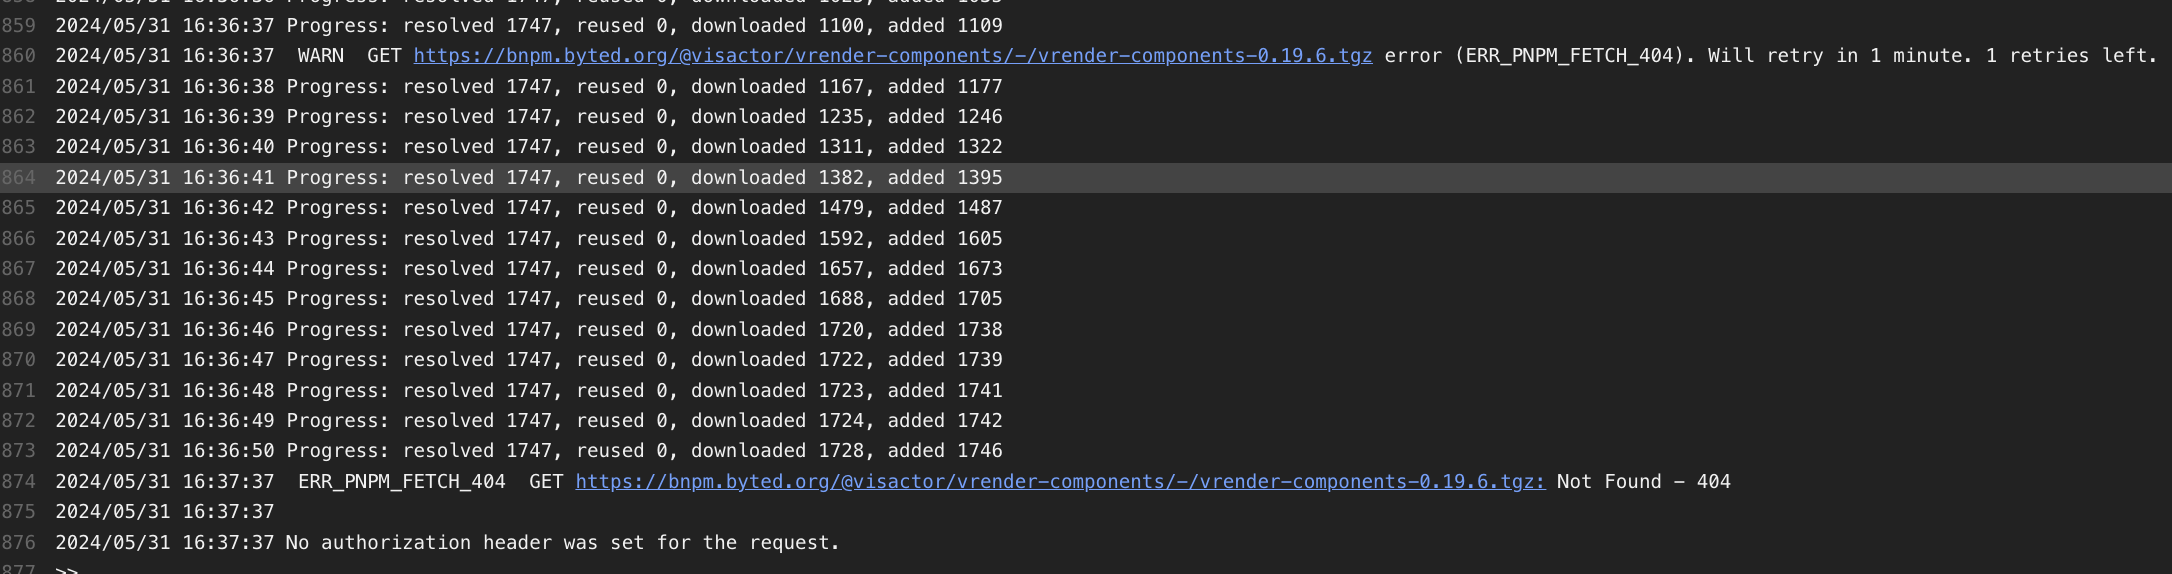 859 2024/05/31 16:36:37 Progress: resolved 1747, reused 0, downloaded 1100, added 1109
860 2024/05/31 16:36:37  WARN  GET https://bnpm.byted.org/@visactor/vrender-components/-/vrender-components-0.19.6.tgz error (ERR_PNPM_FETCH_404). Will retry in 1 minute. 1 retries left.
861 2024/05/31 16:36:38 Progress: resolved 1747, reused 0, downloaded 1167, added 1177
862 2024/05/31 16:36:39 Progress: resolved 1747, reused 0, downloaded 1235, added 1246
863 2024/05/31 16:36:40 Progress: resolved 1747, reused 0, downloaded 1311, added 1322
864 2024/05/31 16:36:41 Progress: resolved 1747, reused 0, downloaded 1382, added 1395
865 2024/05/31 16:36:42 Progress: resolved 1747, reused 0, downloaded 1479, added 1487
866 2024/05/31 16:36:43 Progress: resolved 1747, reused 0, downloaded 1592, added 1605
867 2024/05/31 16:36:44 Progress: resolved 1747, reused 0, downloaded 1657, added 1673
868 2024/05/31 16:36:45 Progress: resolved 1747, reused 0, downloaded 1688, added 1705
869 2024/05/31 16:36:46 Progress: resolved 1747, reused 0, downloaded 1720, added 1738
870 2024/05/31 16:36:47 Progress: resolved 1747, reused 0, downloaded 1722, added 1739
871 2024/05/31 16:36:48 Progress: resolved 1747, reused 0, downloaded 1723, added 1741
872 2024/05/31 16:36:49 Progress: resolved 1747, reused 0, downloaded 1724, added 1742
873 2024/05/31 16:36:50 Progress: resolved 1747, reused 0, downloaded 1728, added 1746
874 2024/05/31 16:37:37  ERR_PNPM_FETCH_404  GET https://bnpm.byted.org/@visactor/vrender-components/-/vrender-components-0.19.6.tgz: Not Found - 404
875 2024/05/31 16:37:37
876 2024/05/31 16:37:37 No authorization header was set for the request.
877 >>